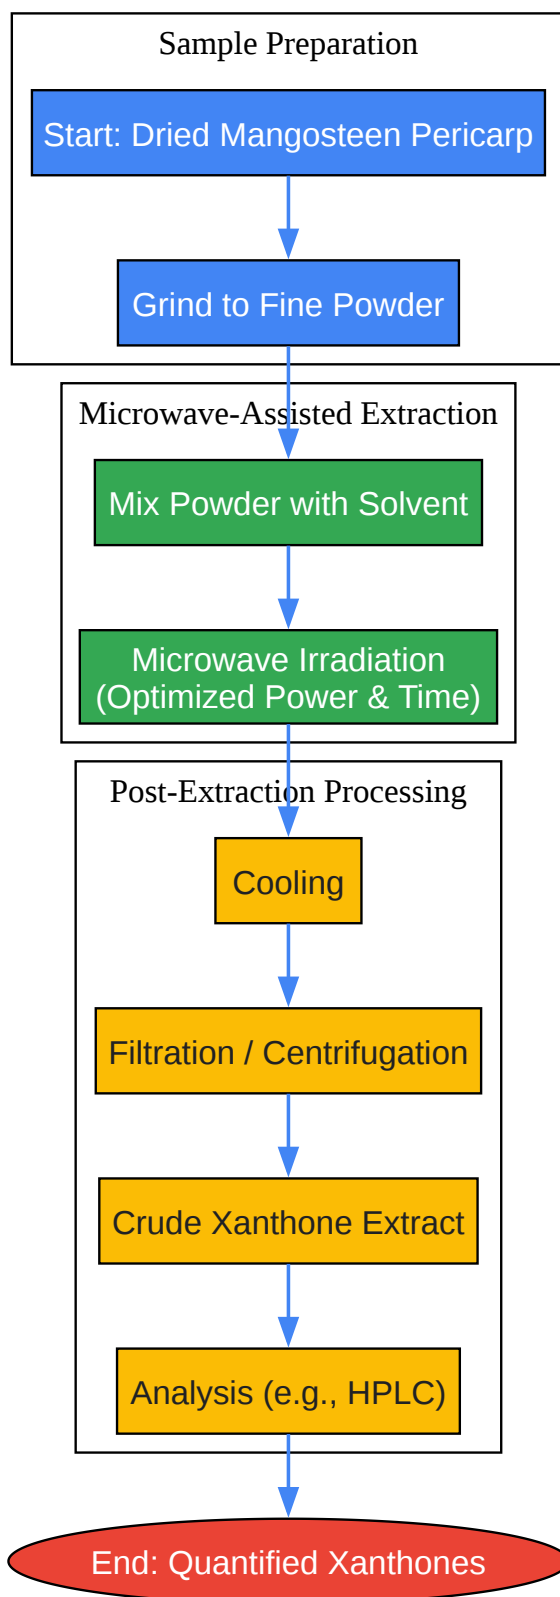 Sample Preparation
Start: Dried Mangosteen Pericarp
Grind to Fine Powder
Microwave-Assisted Extraction
Mix Powder with Solvent
Microwave Irradiation
(Optimized Power & Time)
Post-Extraction Processing
Cooling
Filtration / Centrifugation
Crude Xanthone Extract
Analysis (e.g., HPLC)
End: Quantified Xanthones